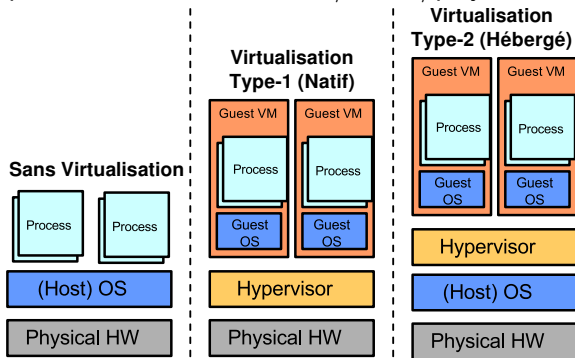 Sans Virtualisation
Process
Process
(Host) OS
Physical HW
Virtualisation
Type-1 (Natif)
Guest VM
Guest VM
Process
Process
Guest
OS
Guest
OS
Hypervisor
Physical HW
Virtualisation
Type-2 (Hébergé)
Guest VM
Guest VM
Process
Process
Guest
OS
Guest
OS
Hypervisor
(Host) OS
Physical HW